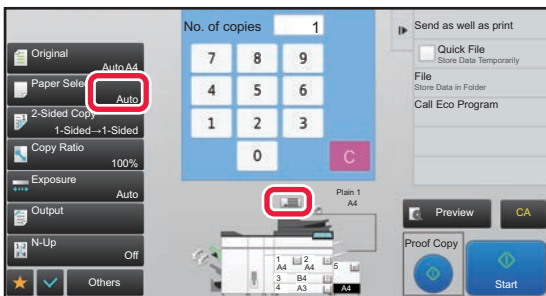 No. of copies 1
Original
Auto A4
Paper Sele
Auto
2-Sided Copy
1-Sided→1-Sided
Copy Ratio
100%
Exposure
Auto
Output
N-Up
Off
Others
7 8 9
4 5 6
1 2 3
0 C
Plain 1
A4
1 A4 2 A4
3 B4
4 A3
5
A4
Send as well as print
Quick File
Store Data Temporarily
File
Store Data in Folder
Call Eco Program
Preview
CA
Proof Copy
Start